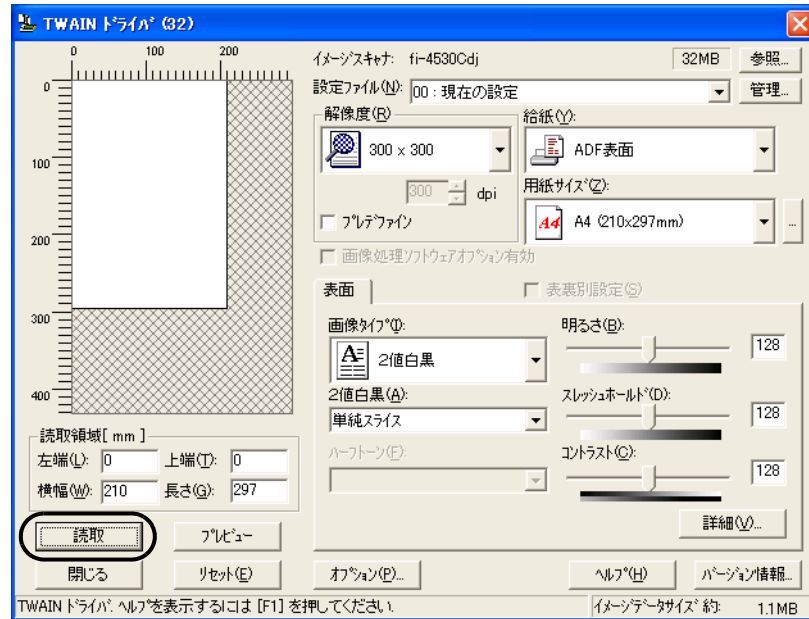 TWAIN ドライバ (32)
0 100 200
イメージスキャナ: fi-4530Cdj 32MB 参照...
設定ファイル(N): 00 : 現在の設定 管理...
0
100
200
300
400
解像度(R)
300 × 300
300 dpi
プレデファイン
給紙(Y):
ADF表面
用紙サイズ(Z):
A4 A4 (210x297mm) ...
画像処理ソフトウェアオプション有効
表面 表裏別設定(S)
画像タイプ(I):
A 2値白黒
2値白黒(A):
単純スライス
ハーフトーン(F):
明るさ(B):
128
スレッショホールド(D):
128
コントラスト(C):
128
詳細(V)...
読取領域[ mm ]
左端(L): 0 上端(T): 0
横幅(W): 210 長さ(G): 297
読取 プレビュー
閉じる リセット(E) オプション(P)... ヘルプ(H) バージョン情報...
TWAIN ドライバ. ヘルプを表示するには [F1] を押してください. イメージデータサイズ 約: 1.1MB